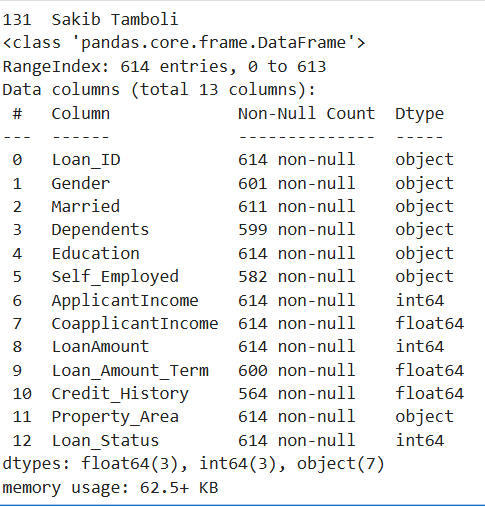 131  Sakib Tamboli
<class 'pandas.core.frame.DataFrame'>
RangeIndex: 614 entries, 0 to 613
Data columns (total 13 columns):
 #   Column             Non-Null Count  Dtype
---  ------             --------------  -----
 0   Loan_ID            614 non-null    object
 1   Gender             601 non-null    object
 2   Married            611 non-null    object
 3   Dependents         599 non-null    object
 4   Education          614 non-null    object
 5   Self_Employed      582 non-null    object
 6   ApplicantIncome    614 non-null    int64
 7   CoapplicantIncome  614 non-null    float64
 8   LoanAmount         614 non-null    int64
 9   Loan_Amount_Term   600 non-null    float64
 10  Credit_History     564 non-null    float64
 11  Property_Area      614 non-null    object
 12  Loan_Status        614 non-null    int64
dtypes: float64(3), int64(3), object(7)
memory usage: 62.5+ KB